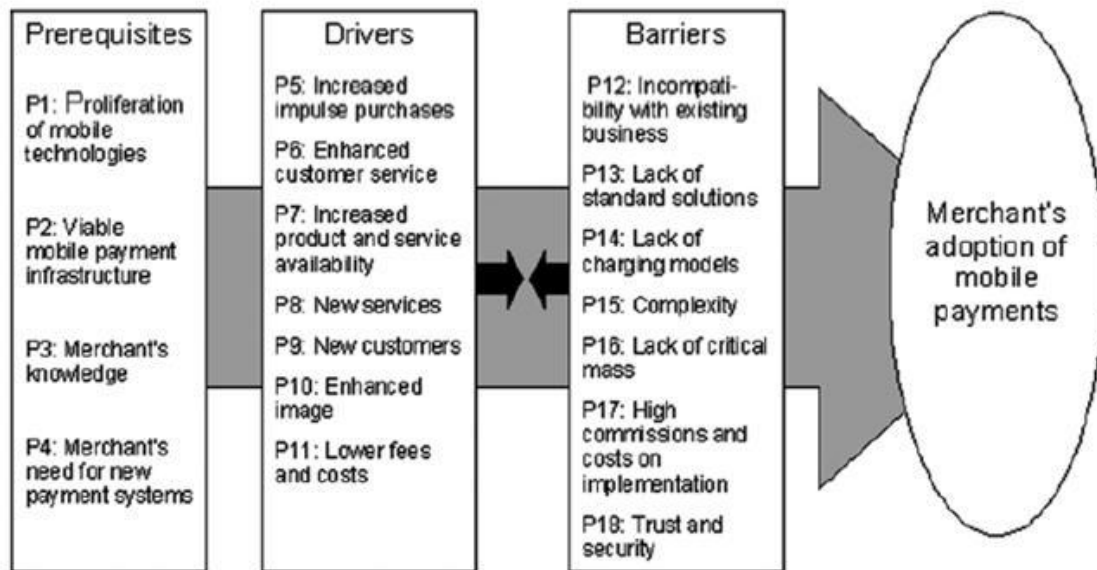 Prerequisites
P1: Proliferation
of mobile
technologies
P2: Viable
mobile payment
infrastructure
P3: Merchant's
knowledge
P4: Merchant's
need for new
payment systems
Drivers
P5: Increased
impulse purchases
P6: Enhanced
customer service
P7: Increased
product and service
availability
P8: New services
P9: New customers
P10: Enhanced
image
P11: Lower fees
and costs
Barriers
P12: Incompati-
bility with existing
business
P13: Lack of
standard solutions
P14: Lack of
charging models
P15: Complexity
P16: Lack of critical
mass
P17: High
commissions and
costs on
implementation
P18: Trust and
security
Merchant's
adoption of
mobile
payments